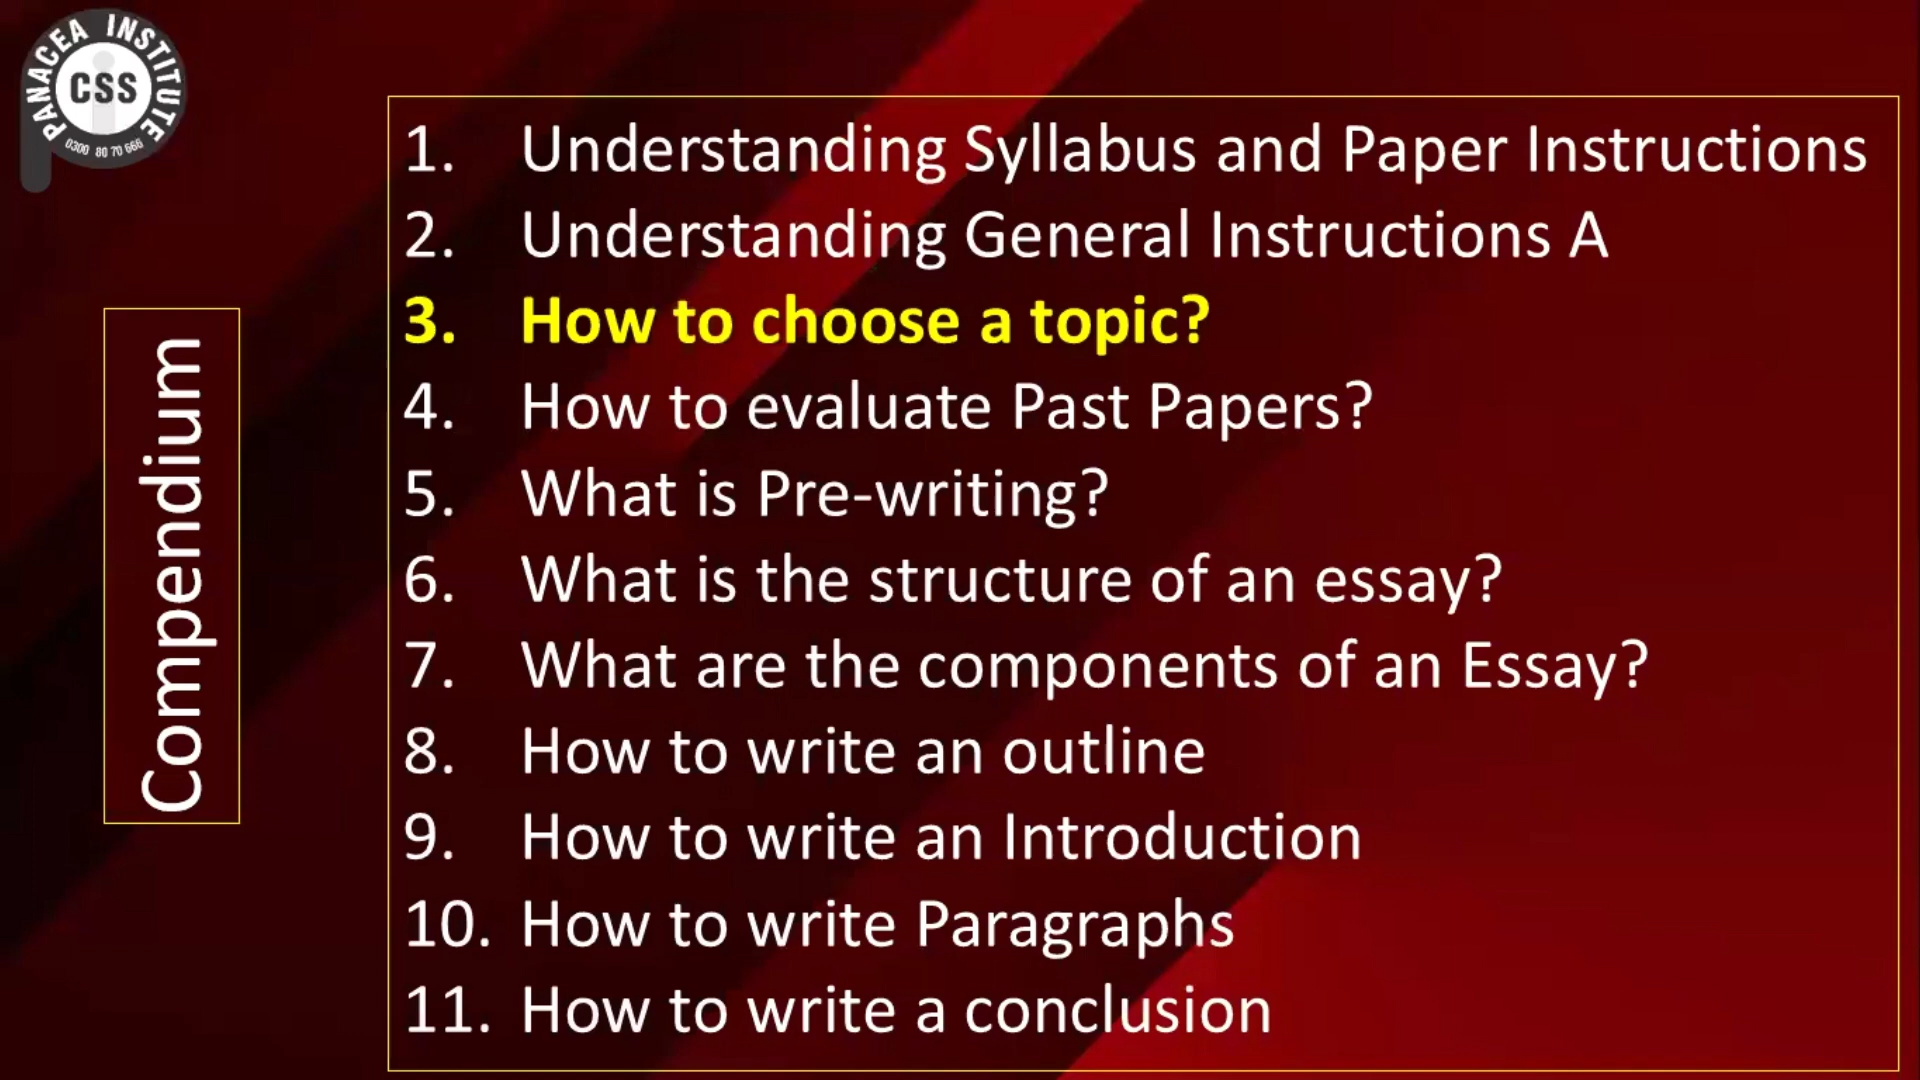 PANACEA INSTITUTE
CSS
0300 80 70 666
Compendium
1. Understanding Syllabus and Paper Instructions
2. Understanding General Instructions A
3. How to choose a topic?
4. How to evaluate Past Papers?
5. What is Pre-writing?
6. What is the structure of an essay?
7. What are the components of an Essay?
8. How to write an outline
9. How to write an Introduction
10. How to write Paragraphs
11. How to write a conclusion